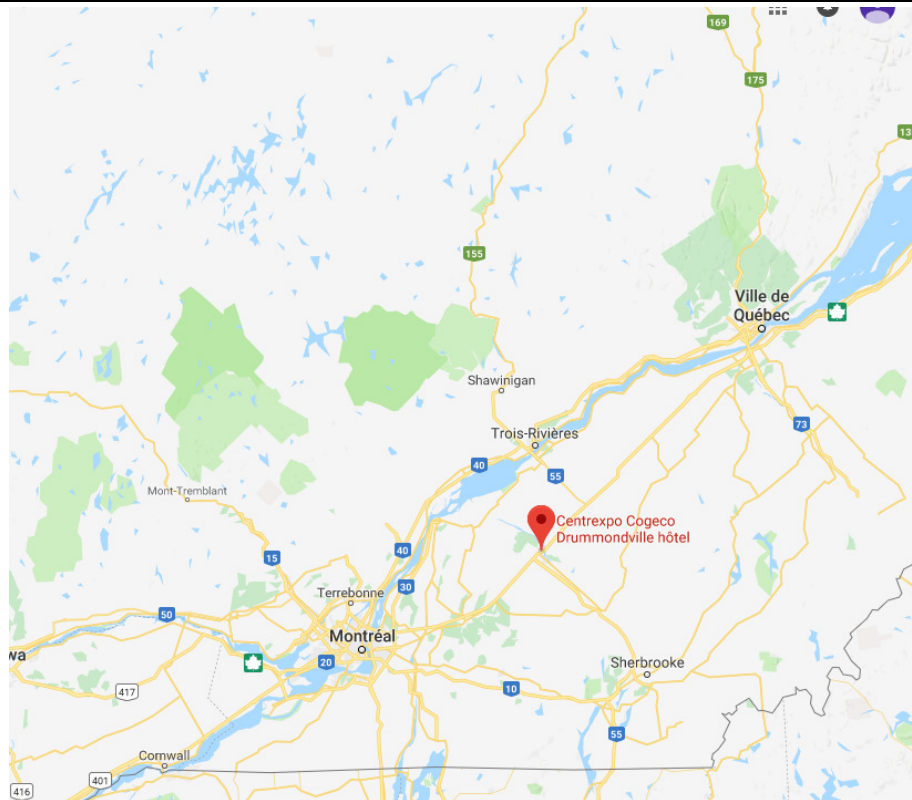 169
175
13
155
Ville de
Québec
Shawinigan
Trois-Rivières
73
40
55
Mont-Tremblant
Centrexpo Cogeco
Drummondville hôtel
40
15
30
Terrebonne
50
Montréal
wa
20
Sherbrooke
10
417
55
Cornwall
401
416